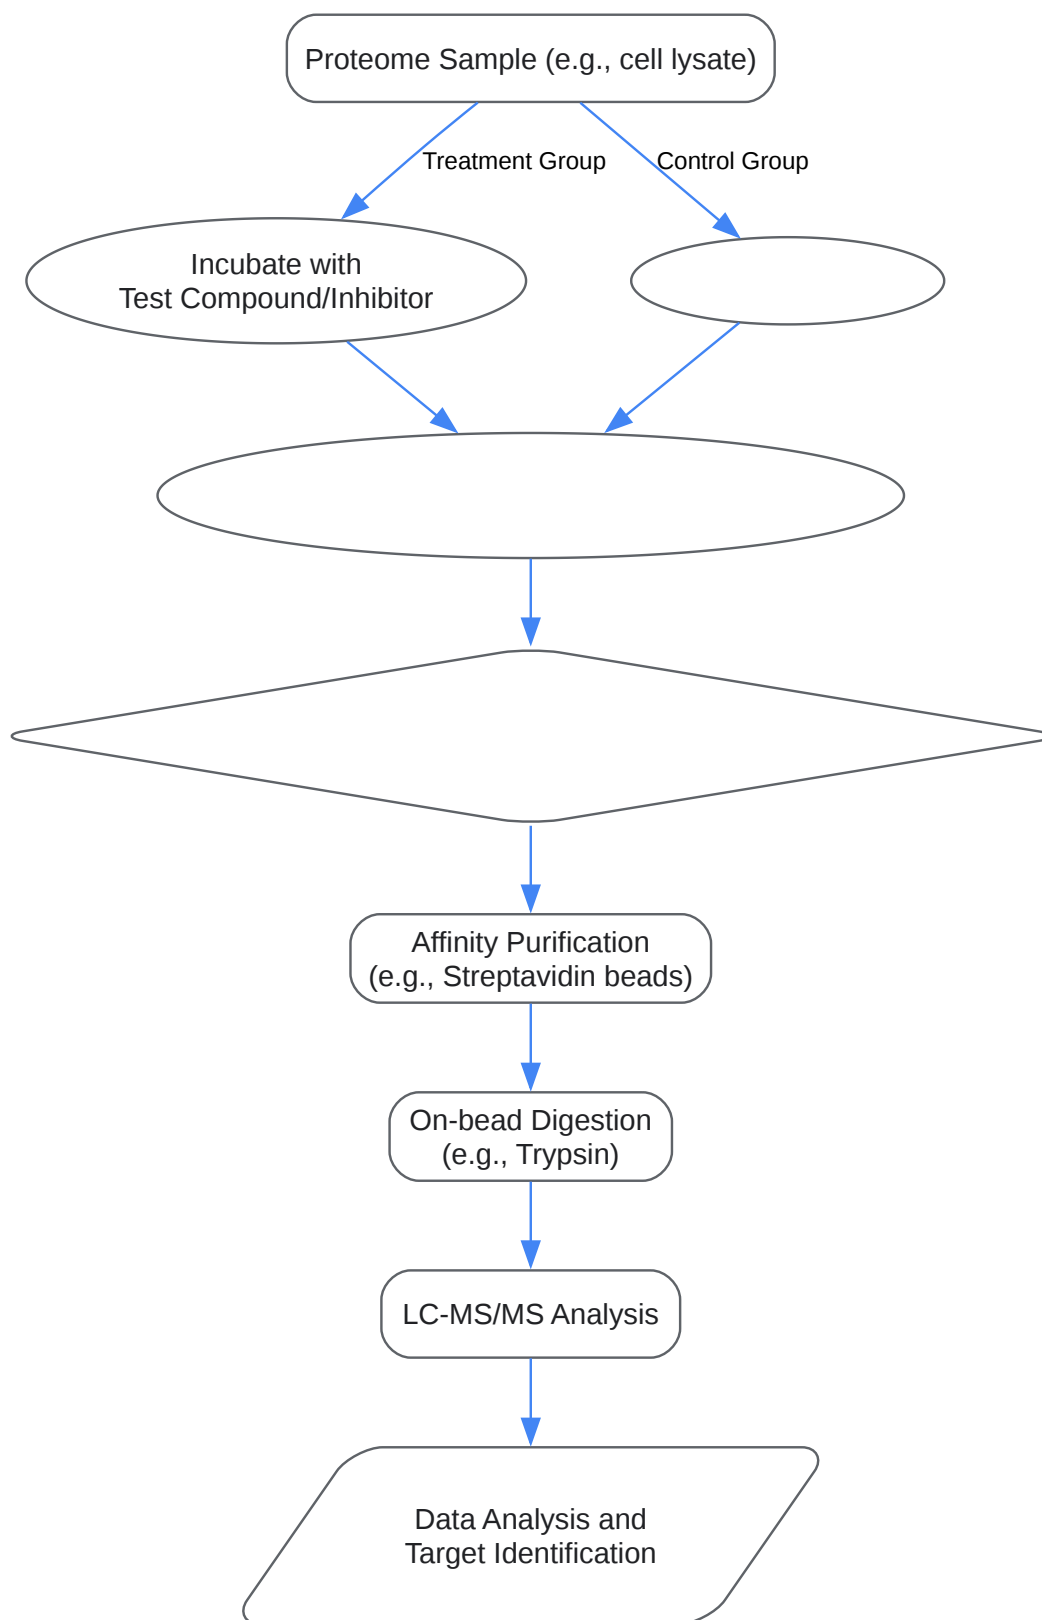 Proteome Sample (e.g., cell lysate)
Treatment Group
Control Group
Incubate with
Test Compound/Inhibitor
Affinity Purification
(e.g., Streptavidin beads)
On-bead Digestion
(e.g., Trypsin)
LC-MS/MS Analysis
Data Analysis and
Target Identification